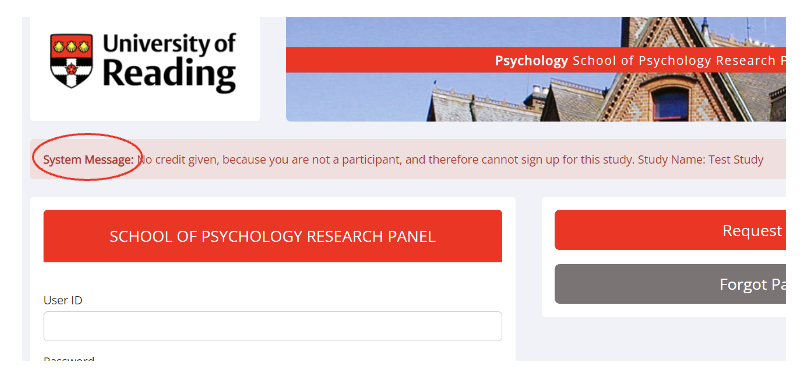 University of
Reading
Psychology School of Psychology Research
System Message: No credit given, because you are not a participant, and therefore cannot sign up for this study. Study Name: Test Study
SCHOOL OF PSYCHOLOGY RESEARCH PANEL
Request
Forgot
User ID
Password